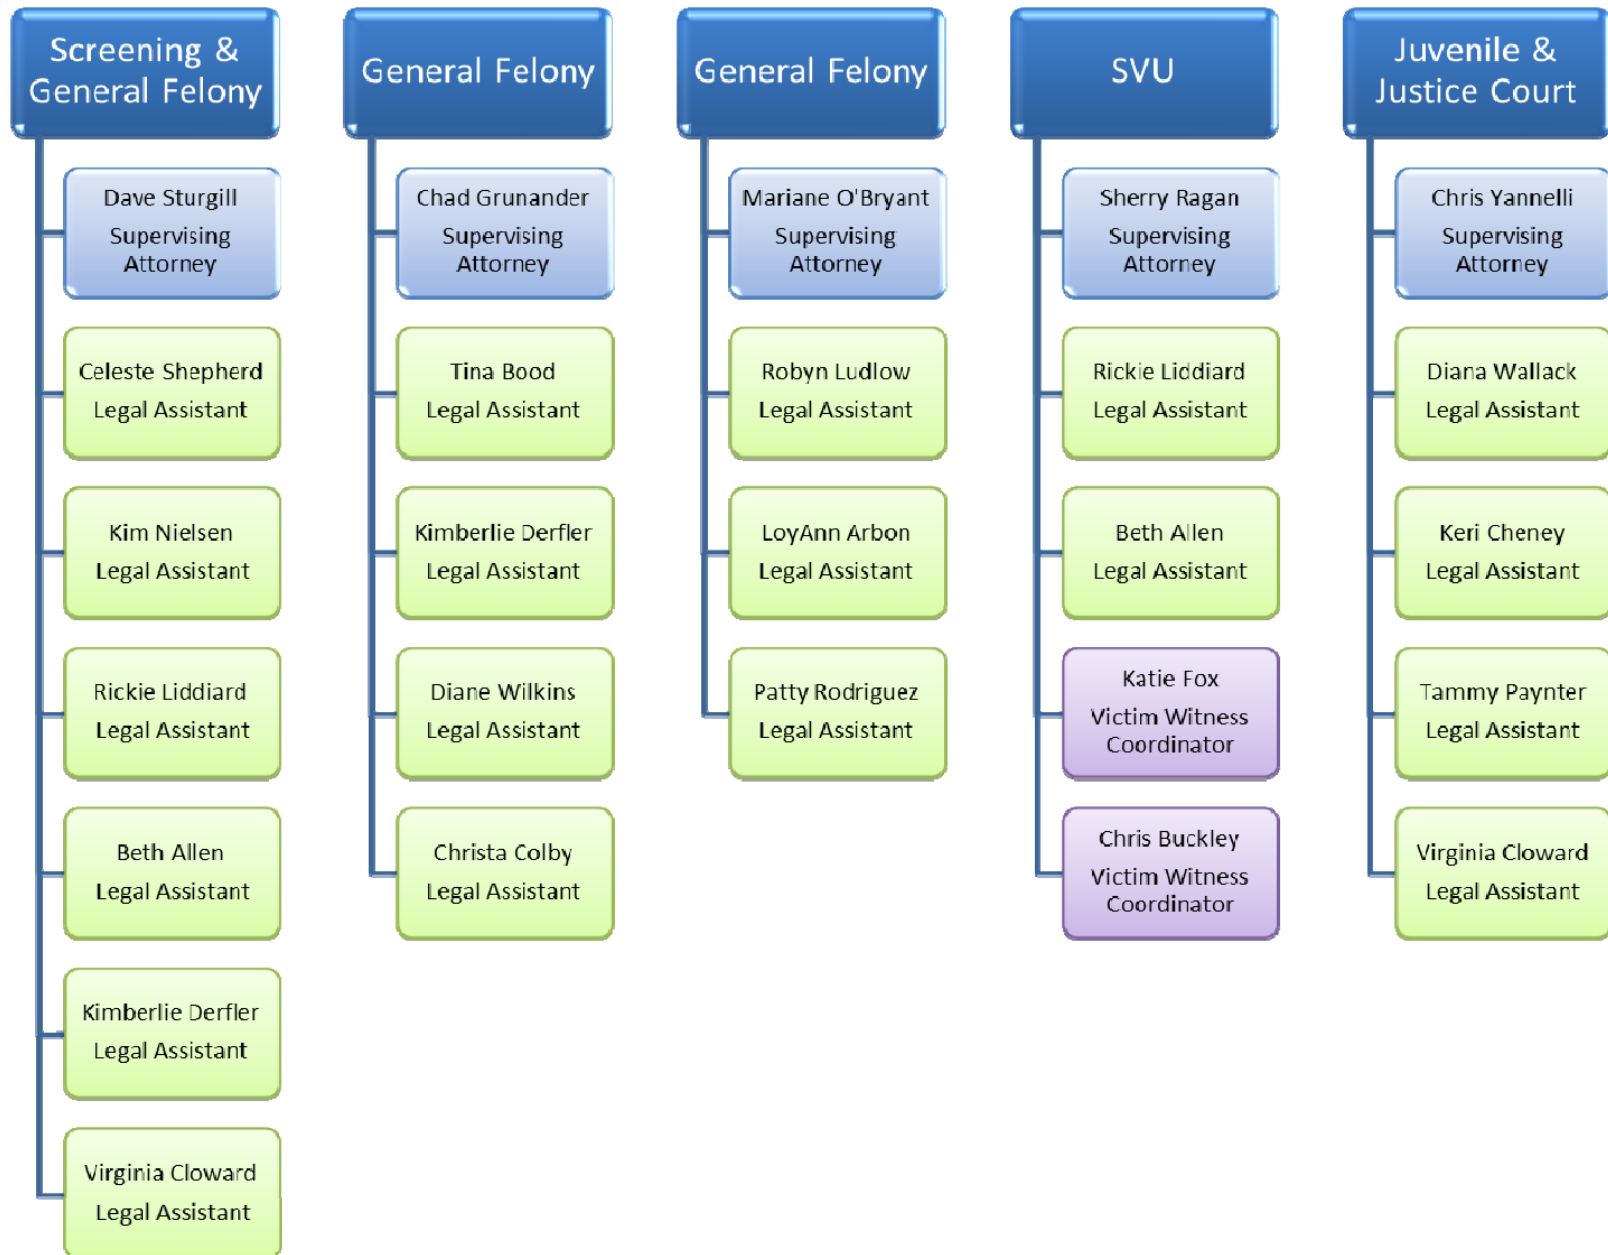 Screening &
General Felony
Dave Sturgill
Supervising
Attorney
Celeste Shepherd
Legal Assistant
Kim Nielsen
Legal Assistant
Rickie Liddiard
Legal Assistant
Beth Allen
Legal Assistant
Kimberlie Derfler
Legal Assistant
Virginia Cloward
Legal Assistant
General Felony
Chad Grunander
Supervising
Attorney
Tina Bood
Legal Assistant
Kimberlie Derfler
Legal Assistant
Diane Wilkins
Legal Assistant
Christa Colby
Legal Assistant
General Felony
Mariane O'Bryant
Supervising
Attorney
Robyn Ludlow
Legal Assistant
LoyAnn Arbon
Legal Assistant
Patty Rodriguez
Legal Assistant
SVU
Sherry Ragan
Supervising
Attorney
Rickie Liddiard
Legal Assistant
Beth Allen
Legal Assistant
Katie Fox
Victim Witness
Coordinator
Chris Buckley
Victim Witness
Coordinator
Juvenile &
Justice Court
Chris Yannelli
Supervising
Attorney
Diana Wallack
Legal Assistant
Keri Cheney
Legal Assistant
Tammy Paynter
Legal Assistant
Virginia Cloward
Legal Assistant